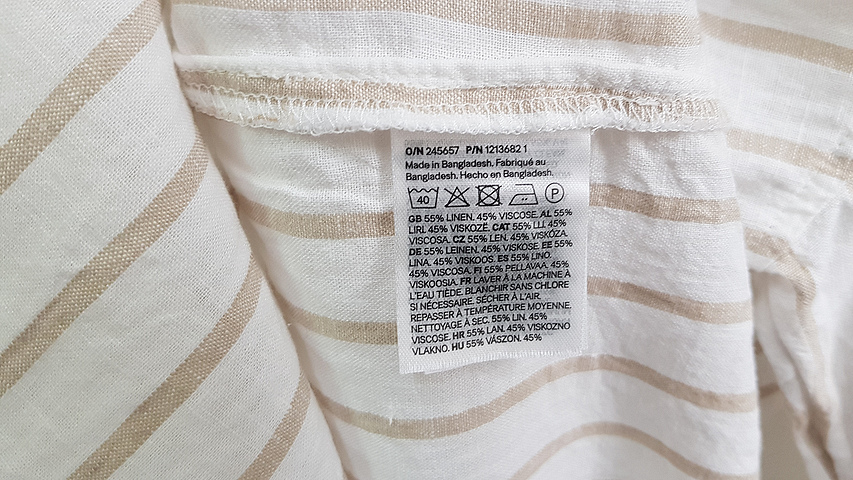 O/N 245657 P/N 1213682 1
Made in Bangladesh. Fabriqué au
Bangladesh. Hecho en Bangladesh.
40 P
GB 55% LINEN. 45% VISCOSE. AL 55%
LIRI. 45% VISKOZË. CAT 55% LLI. 45%
VISCOSA. CZ 55% LEN. 45% VISKÓZA.
DE 55% LEINEN. 45% VISKOSE. EE 55%
LINA. 45% VISKOOS. ES 55% LINO.
45% VISCOSA. FI 55% PELLAVAA. 45%
VISKOOSIA. FR LAVER À LA MACHINE À
L'EAU TIÈDE. BLANCHIR SANS CHLORE
SI NÉCESSAIRE. SÉCHER À L'AIR.
REPASSER À TEMPÉRATURE MOYENNE.
NETTOYAGE À SEC. 55% LIN. 45%
VISCOSE. HR 55% LAN. 45% VISKOZNO
VLAKNO. HU 55% VÁSZON. 45%